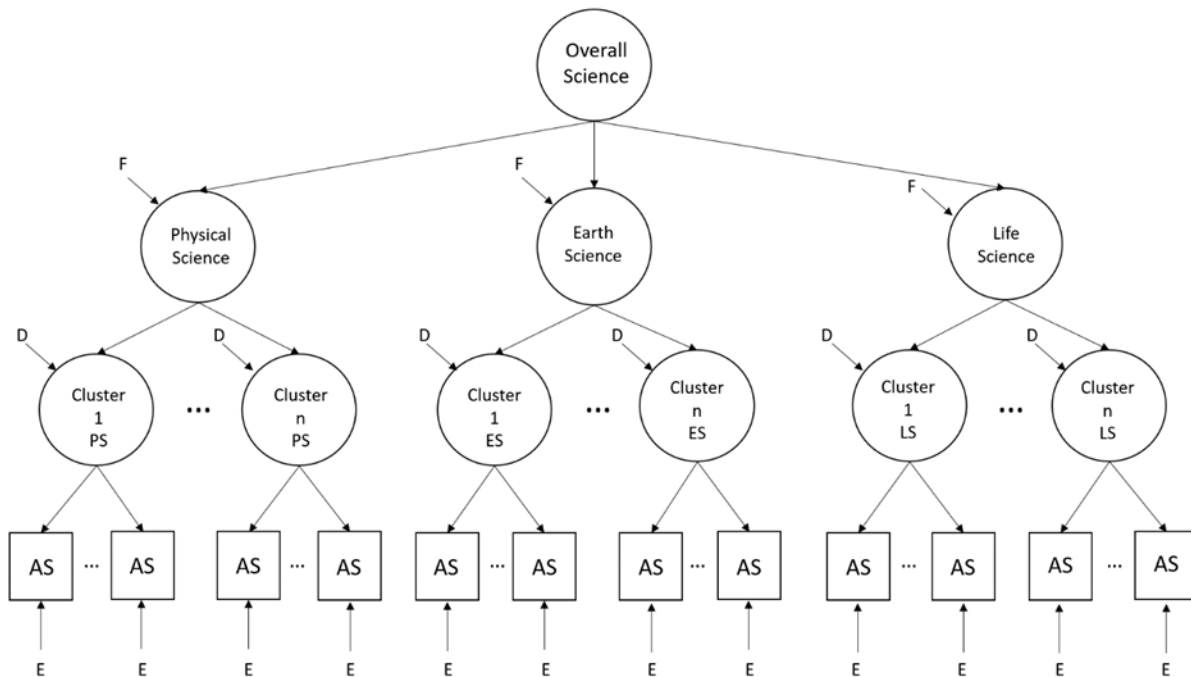 Overall
Science
F
F
F
Physical
Science
Earth
Science
Life
Science
D
D
D
D
D
D
Cluster
1
PS
...
Cluster
n
PS
Cluster
1
ES
...
Cluster
n
ES
Cluster
1
LS
...
Cluster
n
LS
AS ... AS AS ... AS AS ... AS AS ... AS AS ... AS AS ... AS
E E E E E E E E E E E E